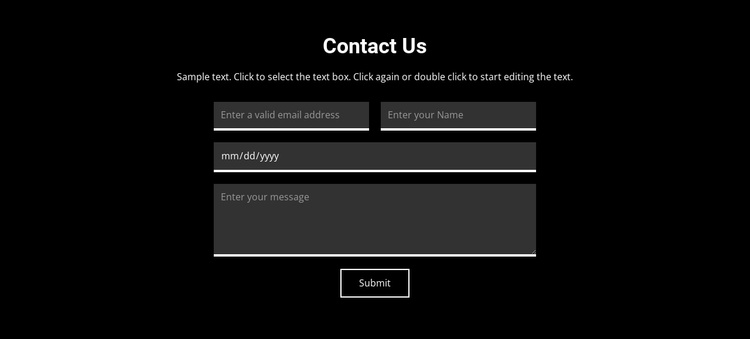 Contact Us
Sample text. Click to select the text box. Click again or double click to start editing the text.
Enter a valid email address
Enter your Name
mm/dd/yyyy
Enter your message
Submit